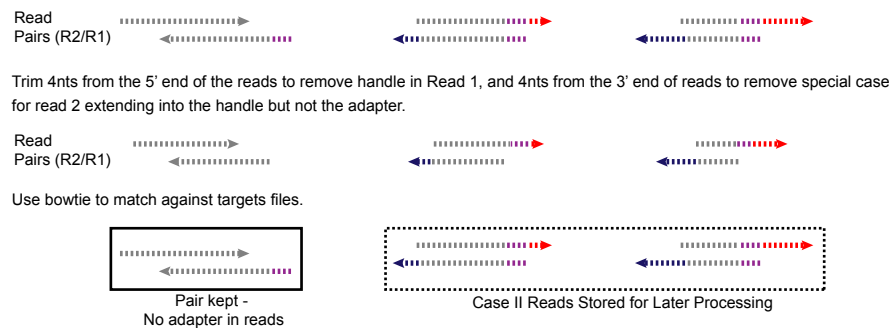 Read
Pairs (R2/R1)
Trim 4nts from the 5' end of the reads to remove handle in Read 1, and 4nts from the 3' end of reads to remove special case
for read 2 extending into the handle but not the adapter.
Read
Pairs (R2/R1)
Use bowtie to match against targets files.
Pair kept -
No adapter in reads
Case II Reads Stored for Later Processing